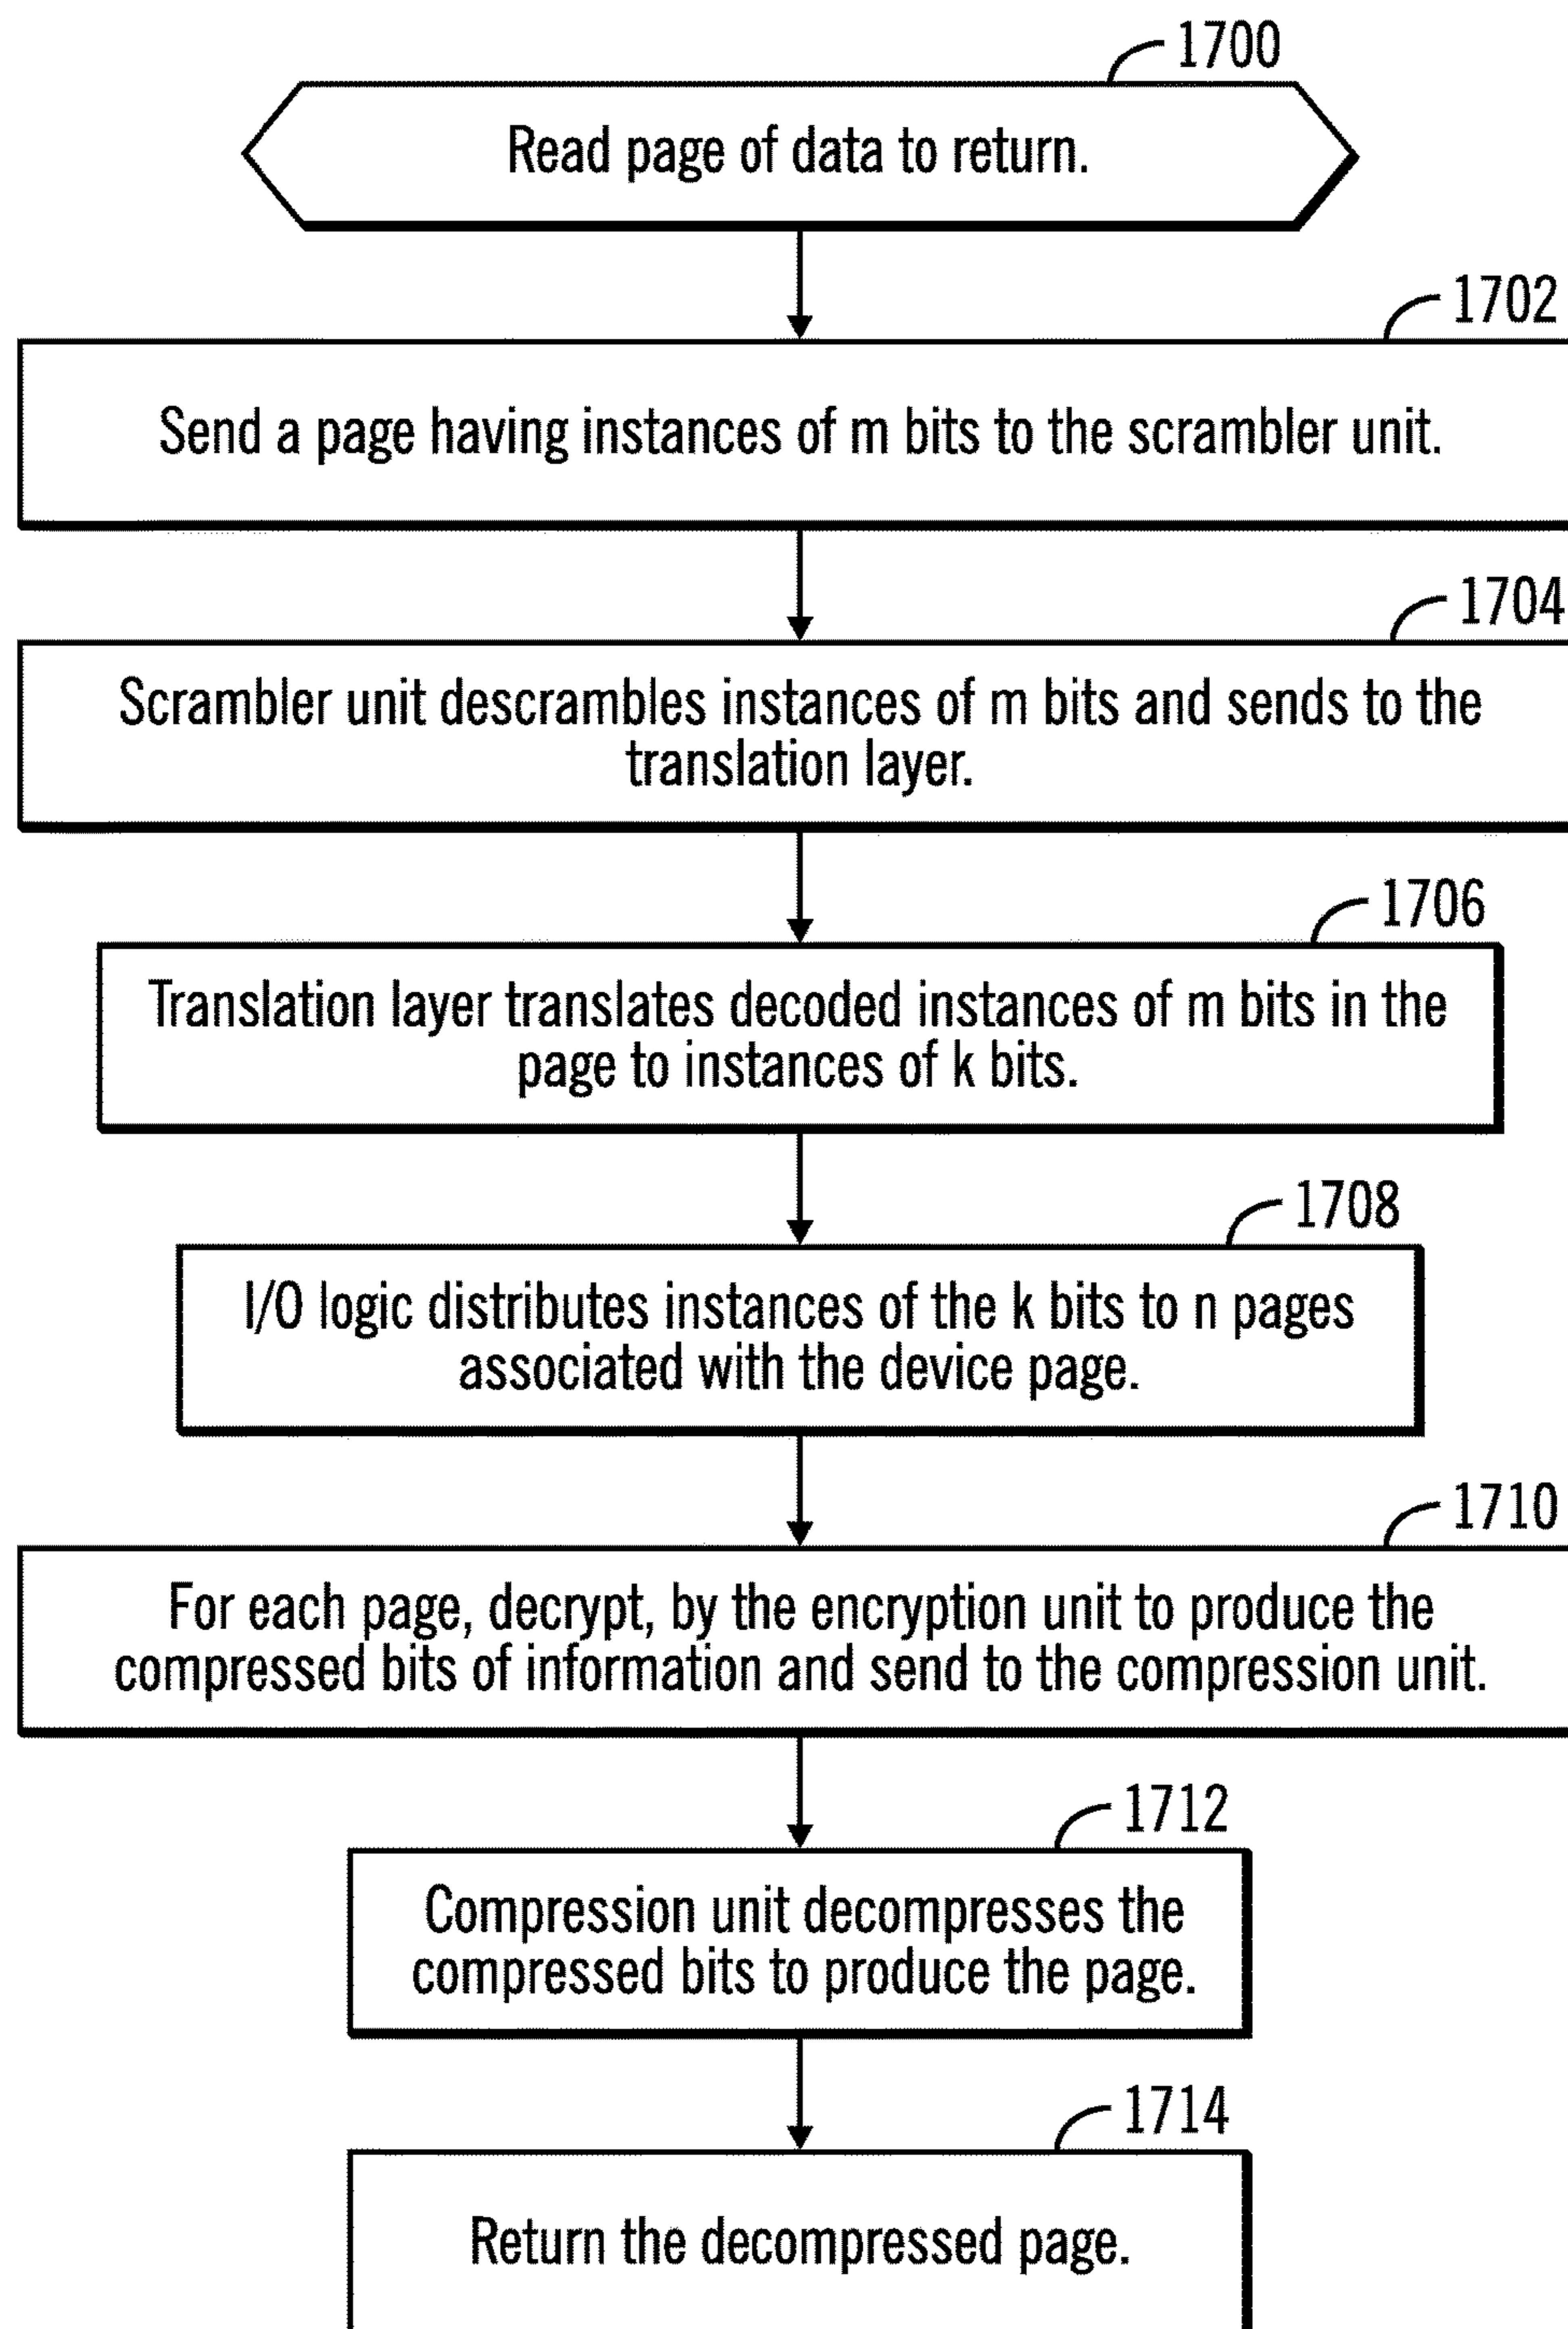 1700
Read page of data to return.
1702
Send a page having instances of m bits to the scrambler unit.
1704
Scrambler unit descrambles instances of m bits and sends to the
translation layer.
1706
Translation layer translates decoded instances of m bits in the
page to instances of k bits.
1708
I/O logic distributes instances of the k bits to n pages
associated with the device page.
1710
For each page, decrypt, by the encryption unit to produce the
compressed bits of information and send to the compression unit.
1712
Compression unit decompresses the
compressed bits to produce the page.
1714
Return the decompressed page.